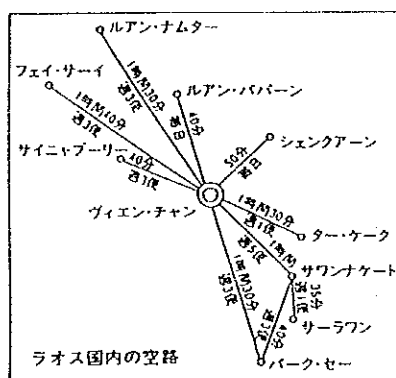 ルアン・ナムター
1時間30分
週3便
フェイ・サーイ
1時間40分
週3便
ルアン・パバーン
40分
毎日
サイニャ・ブーリー
40分
週3便
シェンクアーン
50分
毎日
ヴィエン・チャン
1時間30分
週1便
ター・ケーク
1時間
週5便
サワンナケート
35分
週1便
サーラワン
1時間30分
週3便
40分
週3便
パーク・セー
ラオス国内の空路